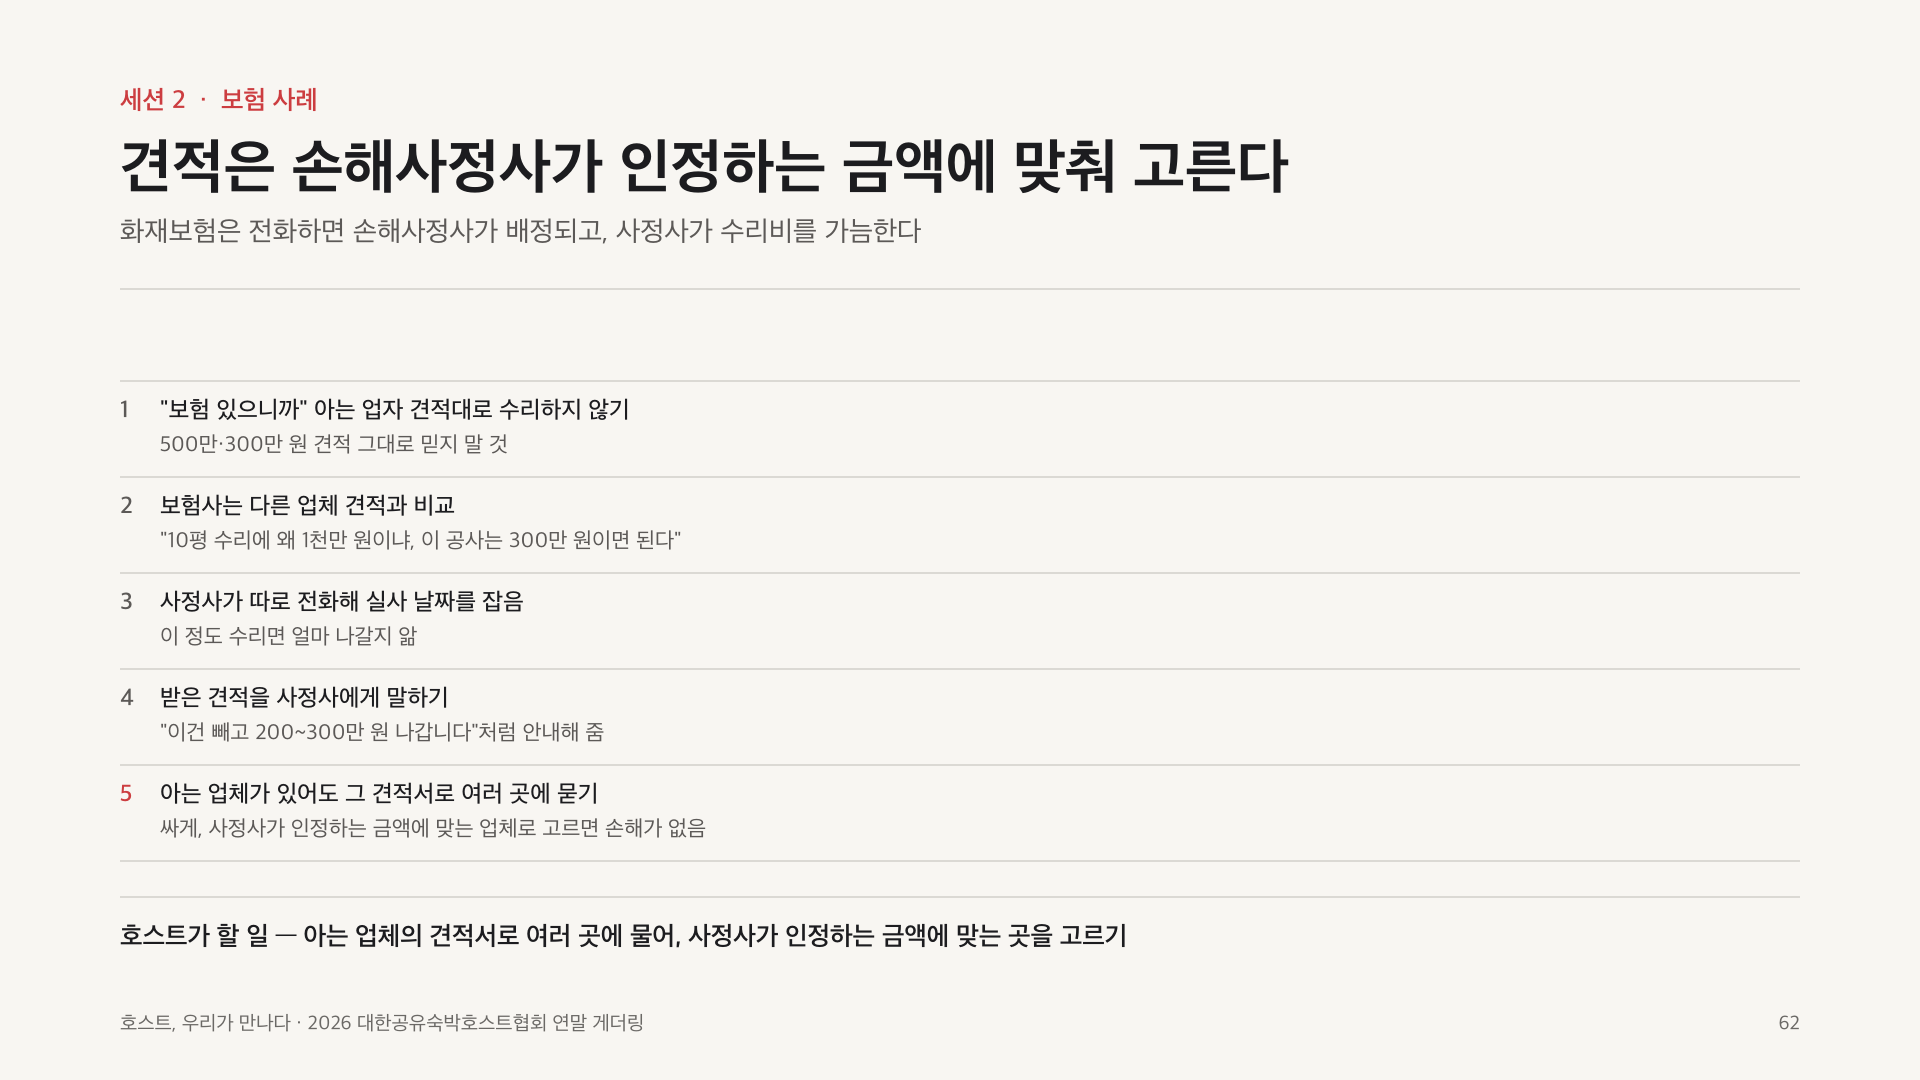 세션 2 · 보험 사례
견적은 손해사정사가 인정하는 금액에 맞춰 고른다
화재보험은 전화하면 손해사정사가 배정되고, 사정사가 수리비를 가늠한다
1 "보험 있으니까" 아는 업자 견적대로 수리하지 않기
500만·300만 원 견적 그대로 믿지 말 것
2 보험사는 다른 업체 견적과 비교
"10평 수리에 왜 1천만 원이냐, 이 공사는 300만 원이면 된다"
3 사정사가 따로 전화해 실사 날짜를 잡음
이 정도 수리면 얼마 나갈지 앎
4 받은 견적을 사정사에게 말하기
"이건 빼고 200~300만 원 나갑니다"처럼 안내해 줌
5 아는 업체가 있어도 그 견적서로 여러 곳에 묻기
싸게, 사정사가 인정하는 금액에 맞는 업체로 고르면 손해가 없음
호스트가 할 일 — 아는 업체의 견적서로 여러 곳에 물어, 사정사가 인정하는 금액에 맞는 곳을 고르기
호스트, 우리가 만나다 · 2026 대한공유숙박호스트협회 연말 게더링
62